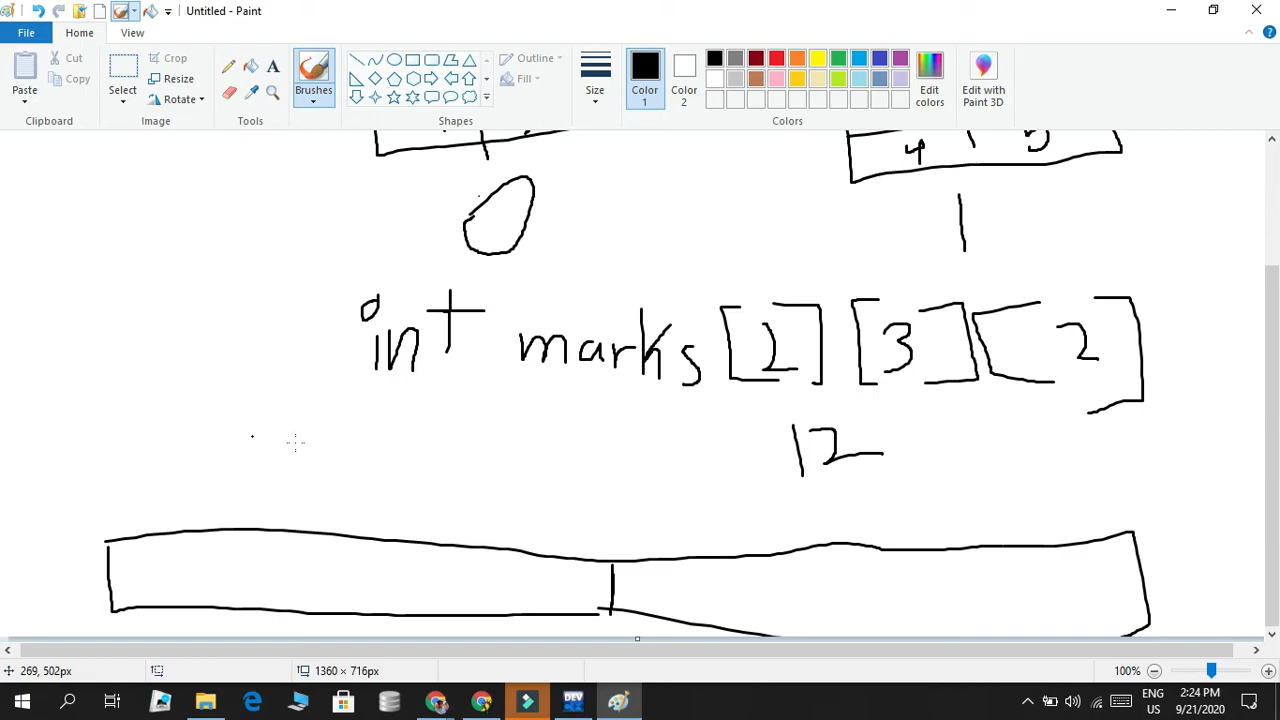 Untitled - Paint
File Home View
Cut
Copy
Paste
Clipboard
Select
Crop
Resize
Rotate
Image
Tools
Brushes
Outline
Fill
Shapes
Size
Color 1
Color 2
Colors
Edit colors
Edit with Paint 3D
4 5
0 1
int marks [2] [3] [2]
12
269, 502px
1360 × 716px
100%
ENG
US
2:24 PM
9/21/2020